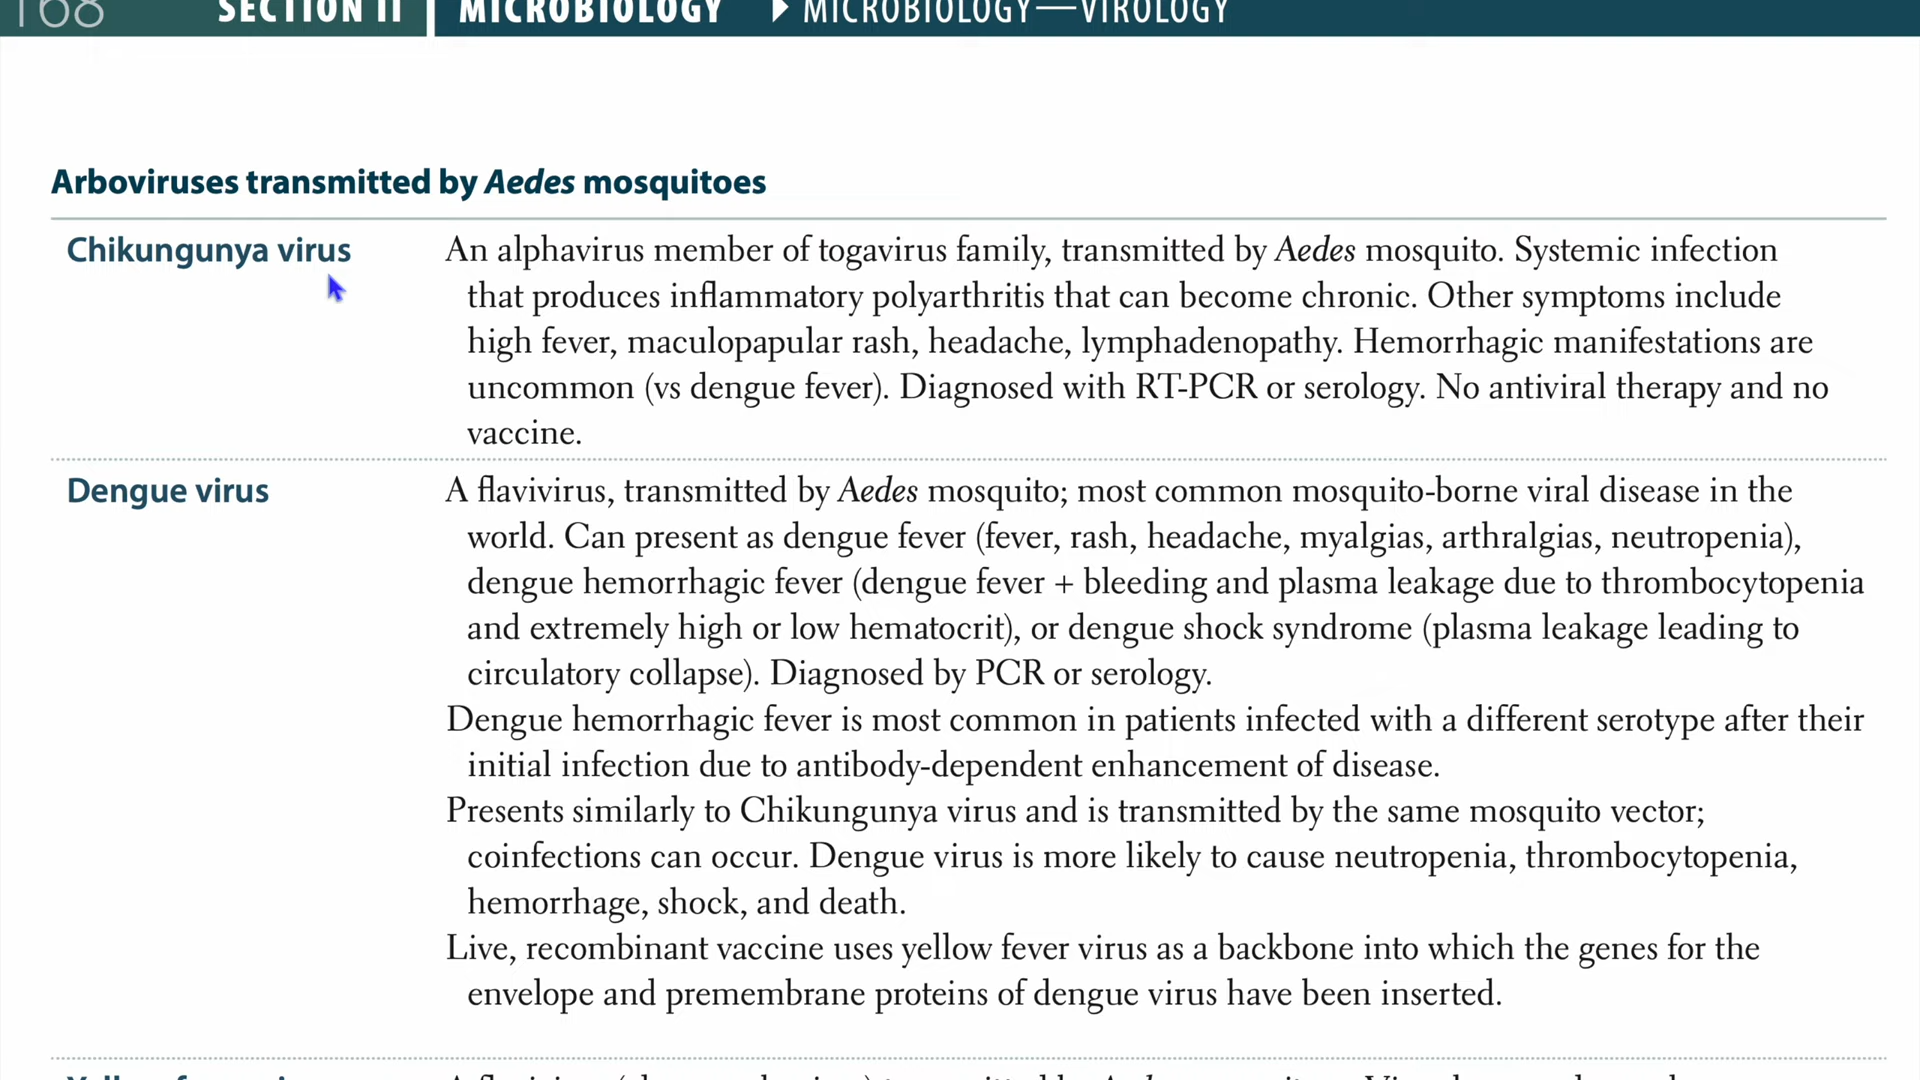 168 SECTION II MICROBIOLOGY ▶ MICROBIOLOGY—VIROLOGY
Arboviruses transmitted by Aedes mosquitoes
Chikungunya virus An alphavirus member of togavirus family, transmitted by Aedes mosquito. Systemic infection
that produces inflammatory polyarthritis that can become chronic. Other symptoms include
high fever, maculopapular rash, headache, lymphadenopathy. Hemorrhagic manifestations are
uncommon (vs dengue fever). Diagnosed with RT-PCR or serology. No antiviral therapy and no
vaccine.
Dengue virus A flavivirus, transmitted by Aedes mosquito; most common mosquito-borne viral disease in the
world. Can present as dengue fever (fever, rash, headache, myalgias, arthralgias, neutropenia),
dengue hemorrhagic fever (dengue fever + bleeding and plasma leakage due to thrombocytopenia
and extremely high or low hematocrit), or dengue shock syndrome (plasma leakage leading to
circulatory collapse). Diagnosed by PCR or serology.
Dengue hemorrhagic fever is most common in patients infected with a different serotype after their
initial infection due to antibody-dependent enhancement of disease.
Presents similarly to Chikungunya virus and is transmitted by the same mosquito vector;
coinfections can occur. Dengue virus is more likely to cause neutropenia, thrombocytopenia,
hemorrhage, shock, and death.
Live, recombinant vaccine uses yellow fever virus as a backbone into which the genes for the
envelope and premembrane proteins of dengue virus have been inserted.